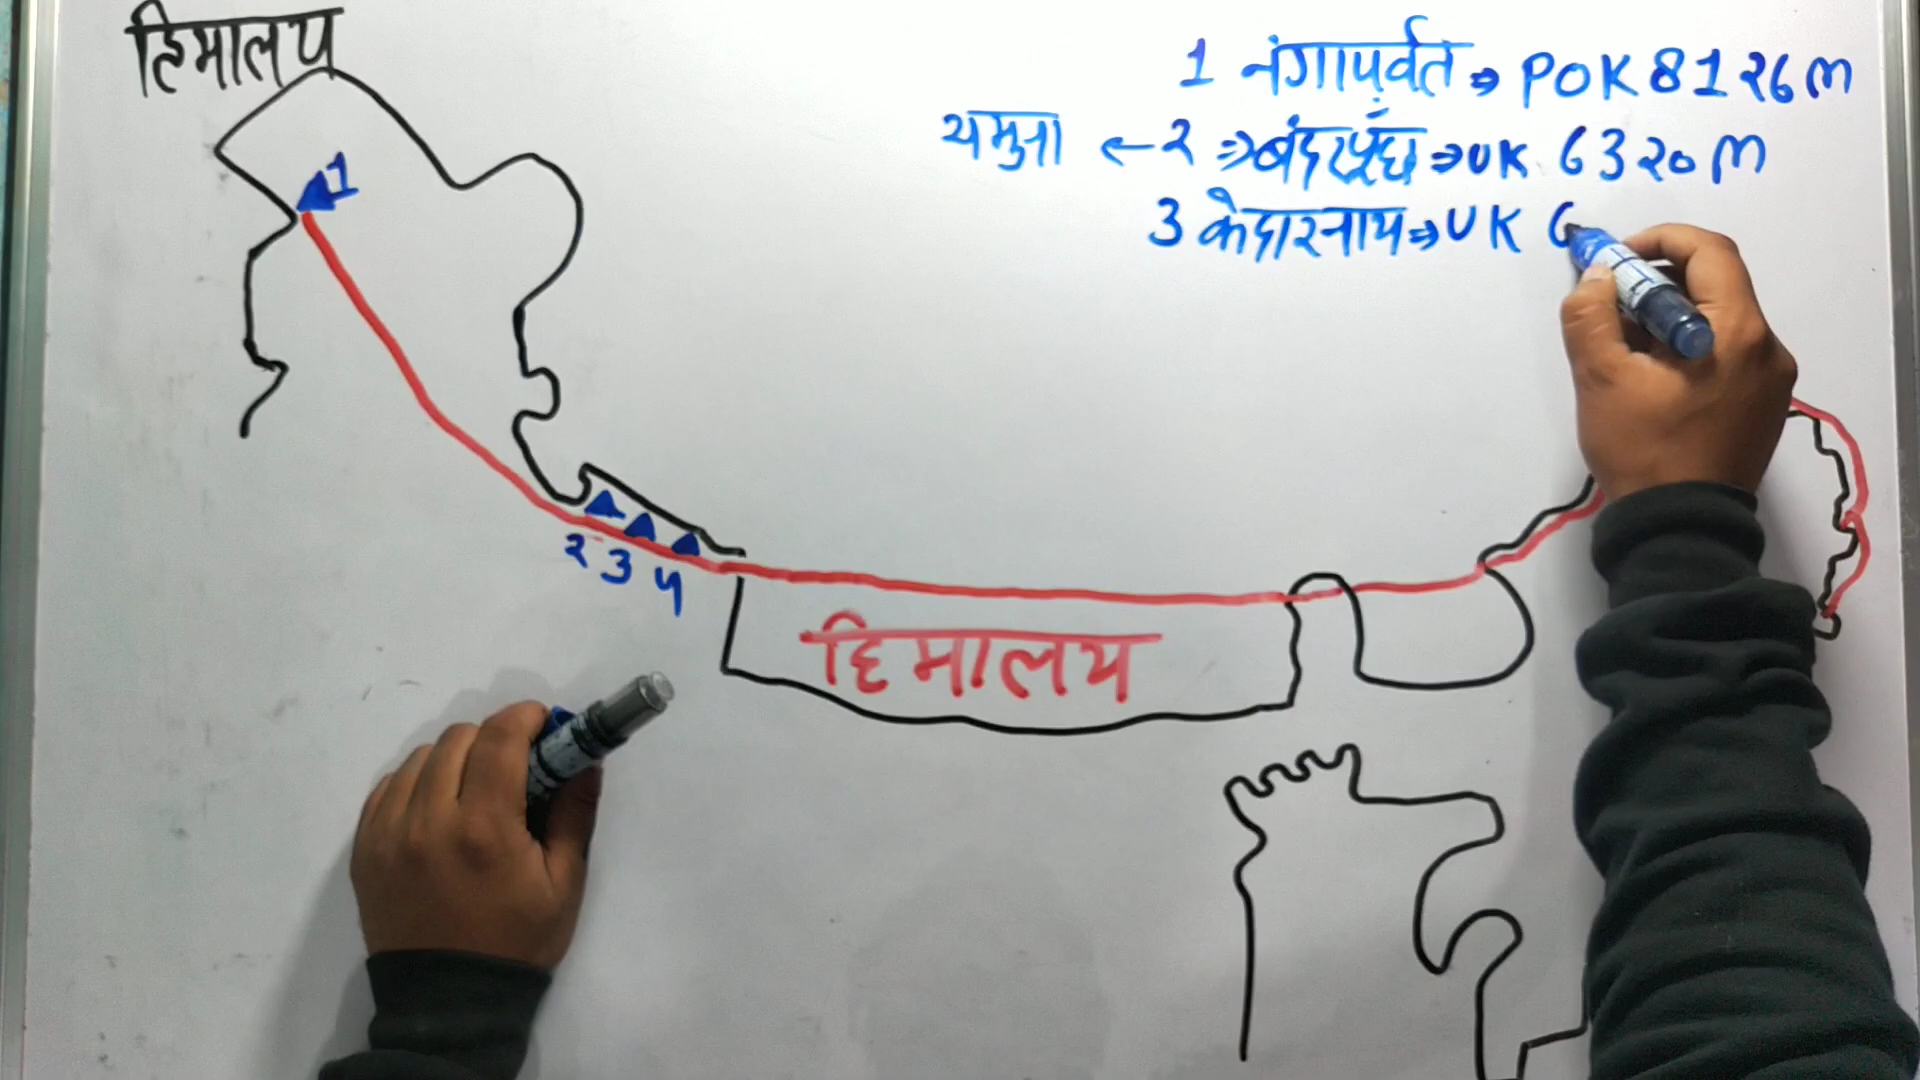 हिमालय
1 नंगापर्वत ⇒ POK 8126 m
यमुना ← 2 ⇒ बंदरपूँछ ⇒ UK 6320 m
3 केदारनाथ ⇒ UK 6
1
2 3 4
हिमालय